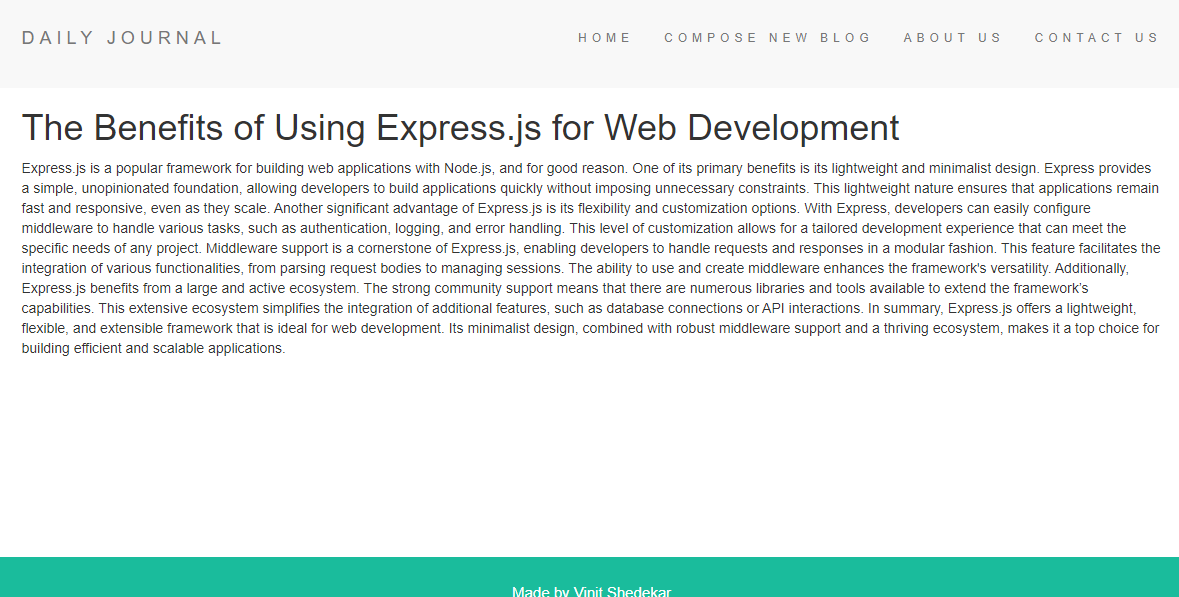 DAILY JOURNAL
HOME COMPOSE NEW BLOG ABOUT US CONTACT US
The Benefits of Using Express.js for Web Development
Express.js is a popular framework for building web applications with Node.js, and for good reason. One of its primary benefits is its lightweight and minimalist design. Express provides
a simple, unopinionated foundation, allowing developers to build applications quickly without imposing unnecessary constraints. This lightweight nature ensures that applications remain
fast and responsive, even as they scale. Another significant advantage of Express.js is its flexibility and customization options. With Express, developers can easily configure
middleware to handle various tasks, such as authentication, logging, and error handling. This level of customization allows for a tailored development experience that can meet the
specific needs of any project. Middleware support is a cornerstone of Express.js, enabling developers to handle requests and responses in a modular fashion. This feature facilitates the
integration of various functionalities, from parsing request bodies to managing sessions. The ability to use and create middleware enhances the framework's versatility. Additionally,
Express.js benefits from a large and active ecosystem. The strong community support means that there are numerous libraries and tools available to extend the framework’s
capabilities. This extensive ecosystem simplifies the integration of additional features, such as database connections or API interactions. In summary, Express.js offers a lightweight,
flexible, and extensible framework that is ideal for web development. Its minimalist design, combined with robust middleware support and a thriving ecosystem, makes it a top choice for
building efficient and scalable applications.
Made by Vinit Shedekar